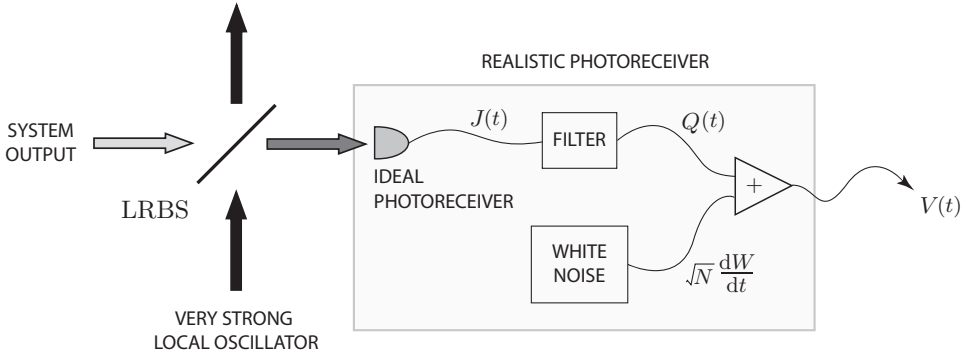 REALISTIC PHOTORECEIVER
SYSTEM
OUTPUT
J(t)
Q(t)
FILTER
IDEAL
PHOTORECEIVER
+
LRBS
V(t)
WHITE
NOISE
√N dW/dt
VERY STRONG
LOCAL OSCILLATOR